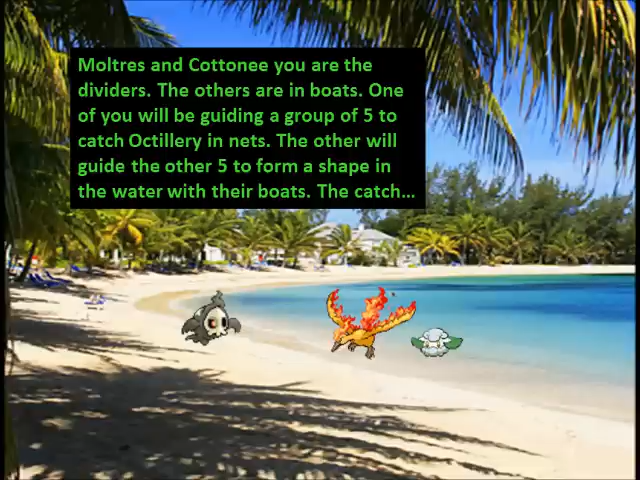 Moltres and Cottonee you are the
dividers. The others are in boats. One
of you will be guiding a group of 5 to
catch Octillery in nets. The other will
guide the other 5 to form a shape in
the water with their boats. The catch…